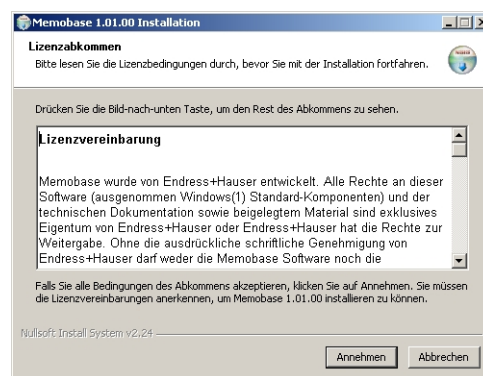 Memobase 1.01.00 Installation
Lizenzabkommen
Bitte lesen Sie die Lizenzbedingungen durch, bevor Sie mit der Installation fortfahren.
Drücken Sie die Bild-nach-unten Taste, um den Rest des Abkommens zu sehen.
Lizenzvereinbarung
Memobase wurde von Endress+Hauser entwickelt. Alle Rechte an dieser
Software (ausgenommen Windows(1) Standard-Komponenten) und der
technischen Dokumentation sowie beigelegtem Material sind exklusives
Eigentum von Endress+Hauser oder Endress+Hauser hat die Rechte zur
Weitergabe. Ohne die ausdrückliche schriftliche Genehmigung von
Endress+Hauser darf weder die Memobase Software noch die
Falls Sie alle Bedingungen des Abkommens akzeptieren, klicken Sie auf Annehmen. Sie müssen
die Lizenzvereinbarungen anerkennen, um Memobase 1.01.00 installieren zu können.
Nullsoft Install System v2.24
Annehmen
Abbrechen